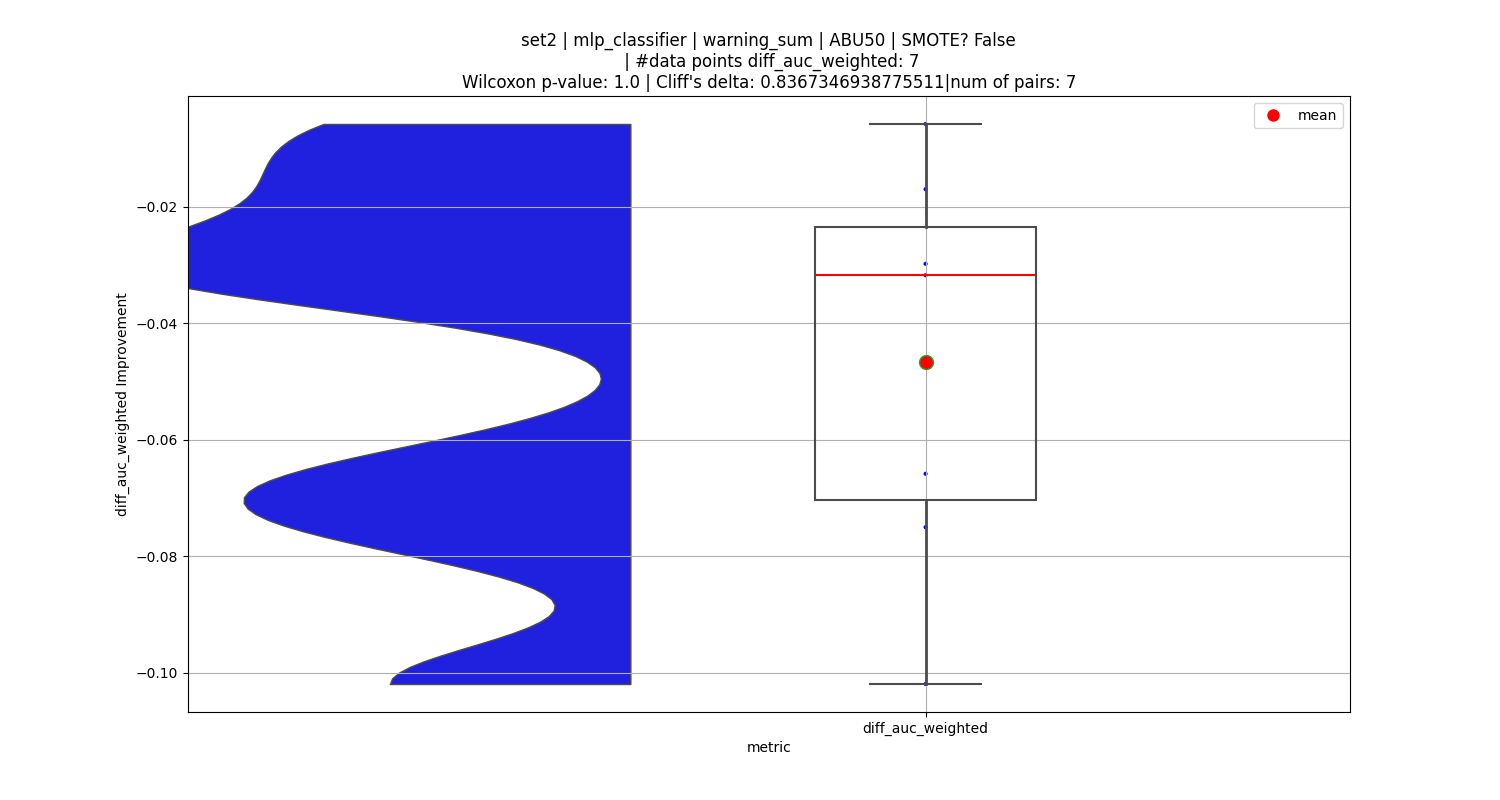 set2 | mlp_classifier | warning_sum | ABU50 | SMOTE? False
| #data points diff_auc_weighted: 7
Wilcoxon p-value: 1.0 | Cliff's delta: 0.8367346938775511|num of pairs: 7
mean
−0.02
−0.04
−0.06
−0.08
−0.10
diff_auc_weighted Improvement
diff_auc_weighted
metric